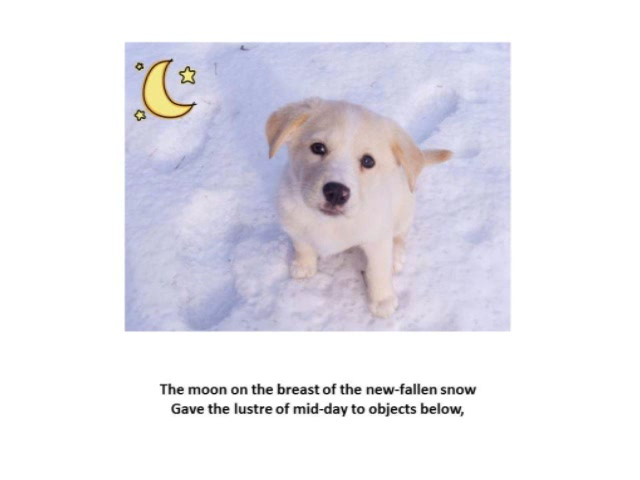 The moon on the breast of the new-fallen snow
Gave the lustre of mid-day to objects below,